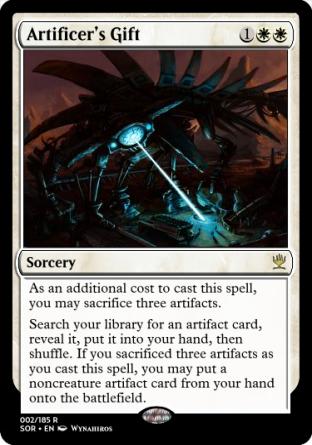 Artificer's Gift 1
Sorcery
As an additional cost to cast this spell,
you may sacrifice three artifacts.
Search your library for an artifact card,
reveal it, put it into your hand, then
shuffle. If you sacrificed three artifacts as
you cast this spell, you may put a
noncreature artifact card from your hand
onto the battlefield.
002/185 R
SOR • EN WYNAHIROS